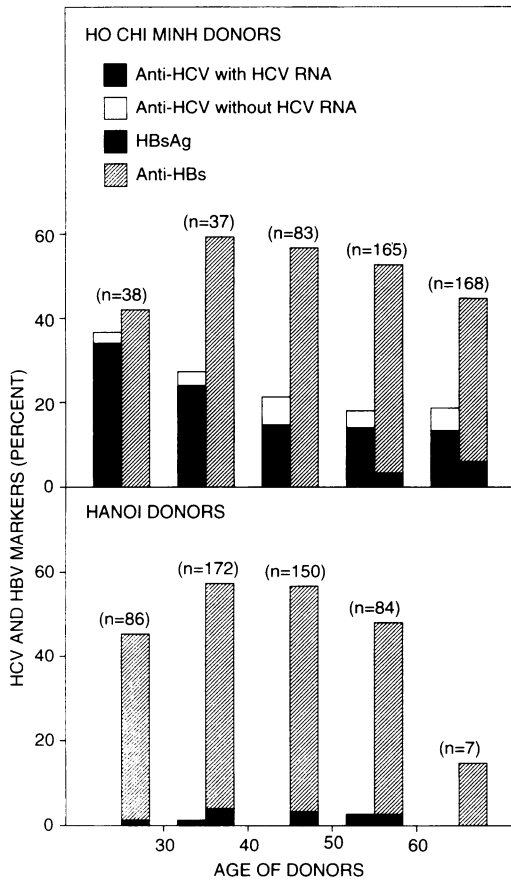 HO CHI MINH DONORS
Anti-HCV with HCV RNA
Anti-HCV without HCV RNA
HBsAg
Anti-HBs
60
40
20
0
(n=38)
(n=37)
(n=83)
(n=165)
(n=168)
HCV AND HBV MARKERS (PERCENT)
HANOI DONORS
60
40
20
0
(n=86)
(n=172)
(n=150)
(n=84)
(n=7)
30
40
50
60
AGE OF DONORS